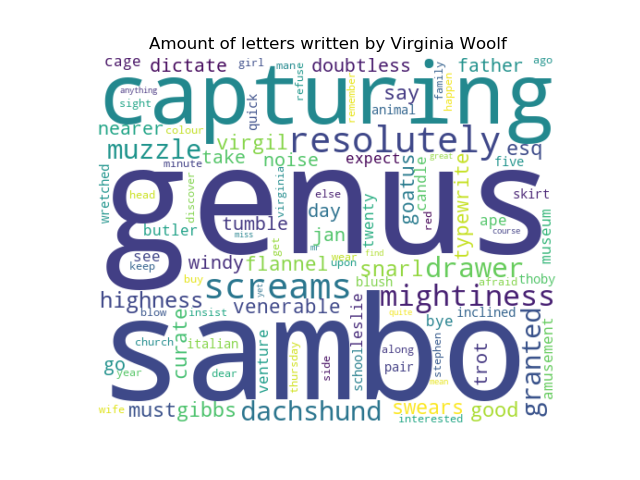 Amount of letters written by Virginia Woolf
cage dictate girl man refuse doubtless family father ago
anything sight capturing remember say happen
quick animal
nearer colour virgil resolutely esq
muzzle take noise expect great five
minute wretched discover virginia goatus candle typewrite
head genus else twenty red skirt
tumble day ape museum
butler miss jan course
see mr find
keep windy flannel get wear upon snarl drawer afraid thoby
buy screams yet blush mightiness
highness venerable leslie quite
blow insist bye inclined
curate sambo stephen granted amusement
church italian venture side school along trot
go year dear thursday pair mean
wife must gibbs dachshund swears good
interested